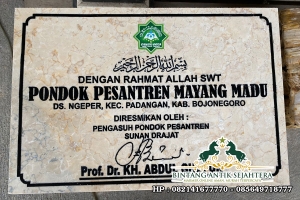 بسم الله الرحمن الرحيم
DENGAN RAHMAT ALLAH SWT
PONDOK PESANTREN MAYANG MADU
DS. NGEPER, KEC. PADANGAN, KAB. BOJONEGORO
DIRESMIKAN OLEH :
PENGASUH PONDOK PESANTREN
SUNAN DRAJAT
Prof. Dr. KH. ABDUL
BINTANG ANTIK SEJAHTERA
HP : 082141677770 - 085649718777